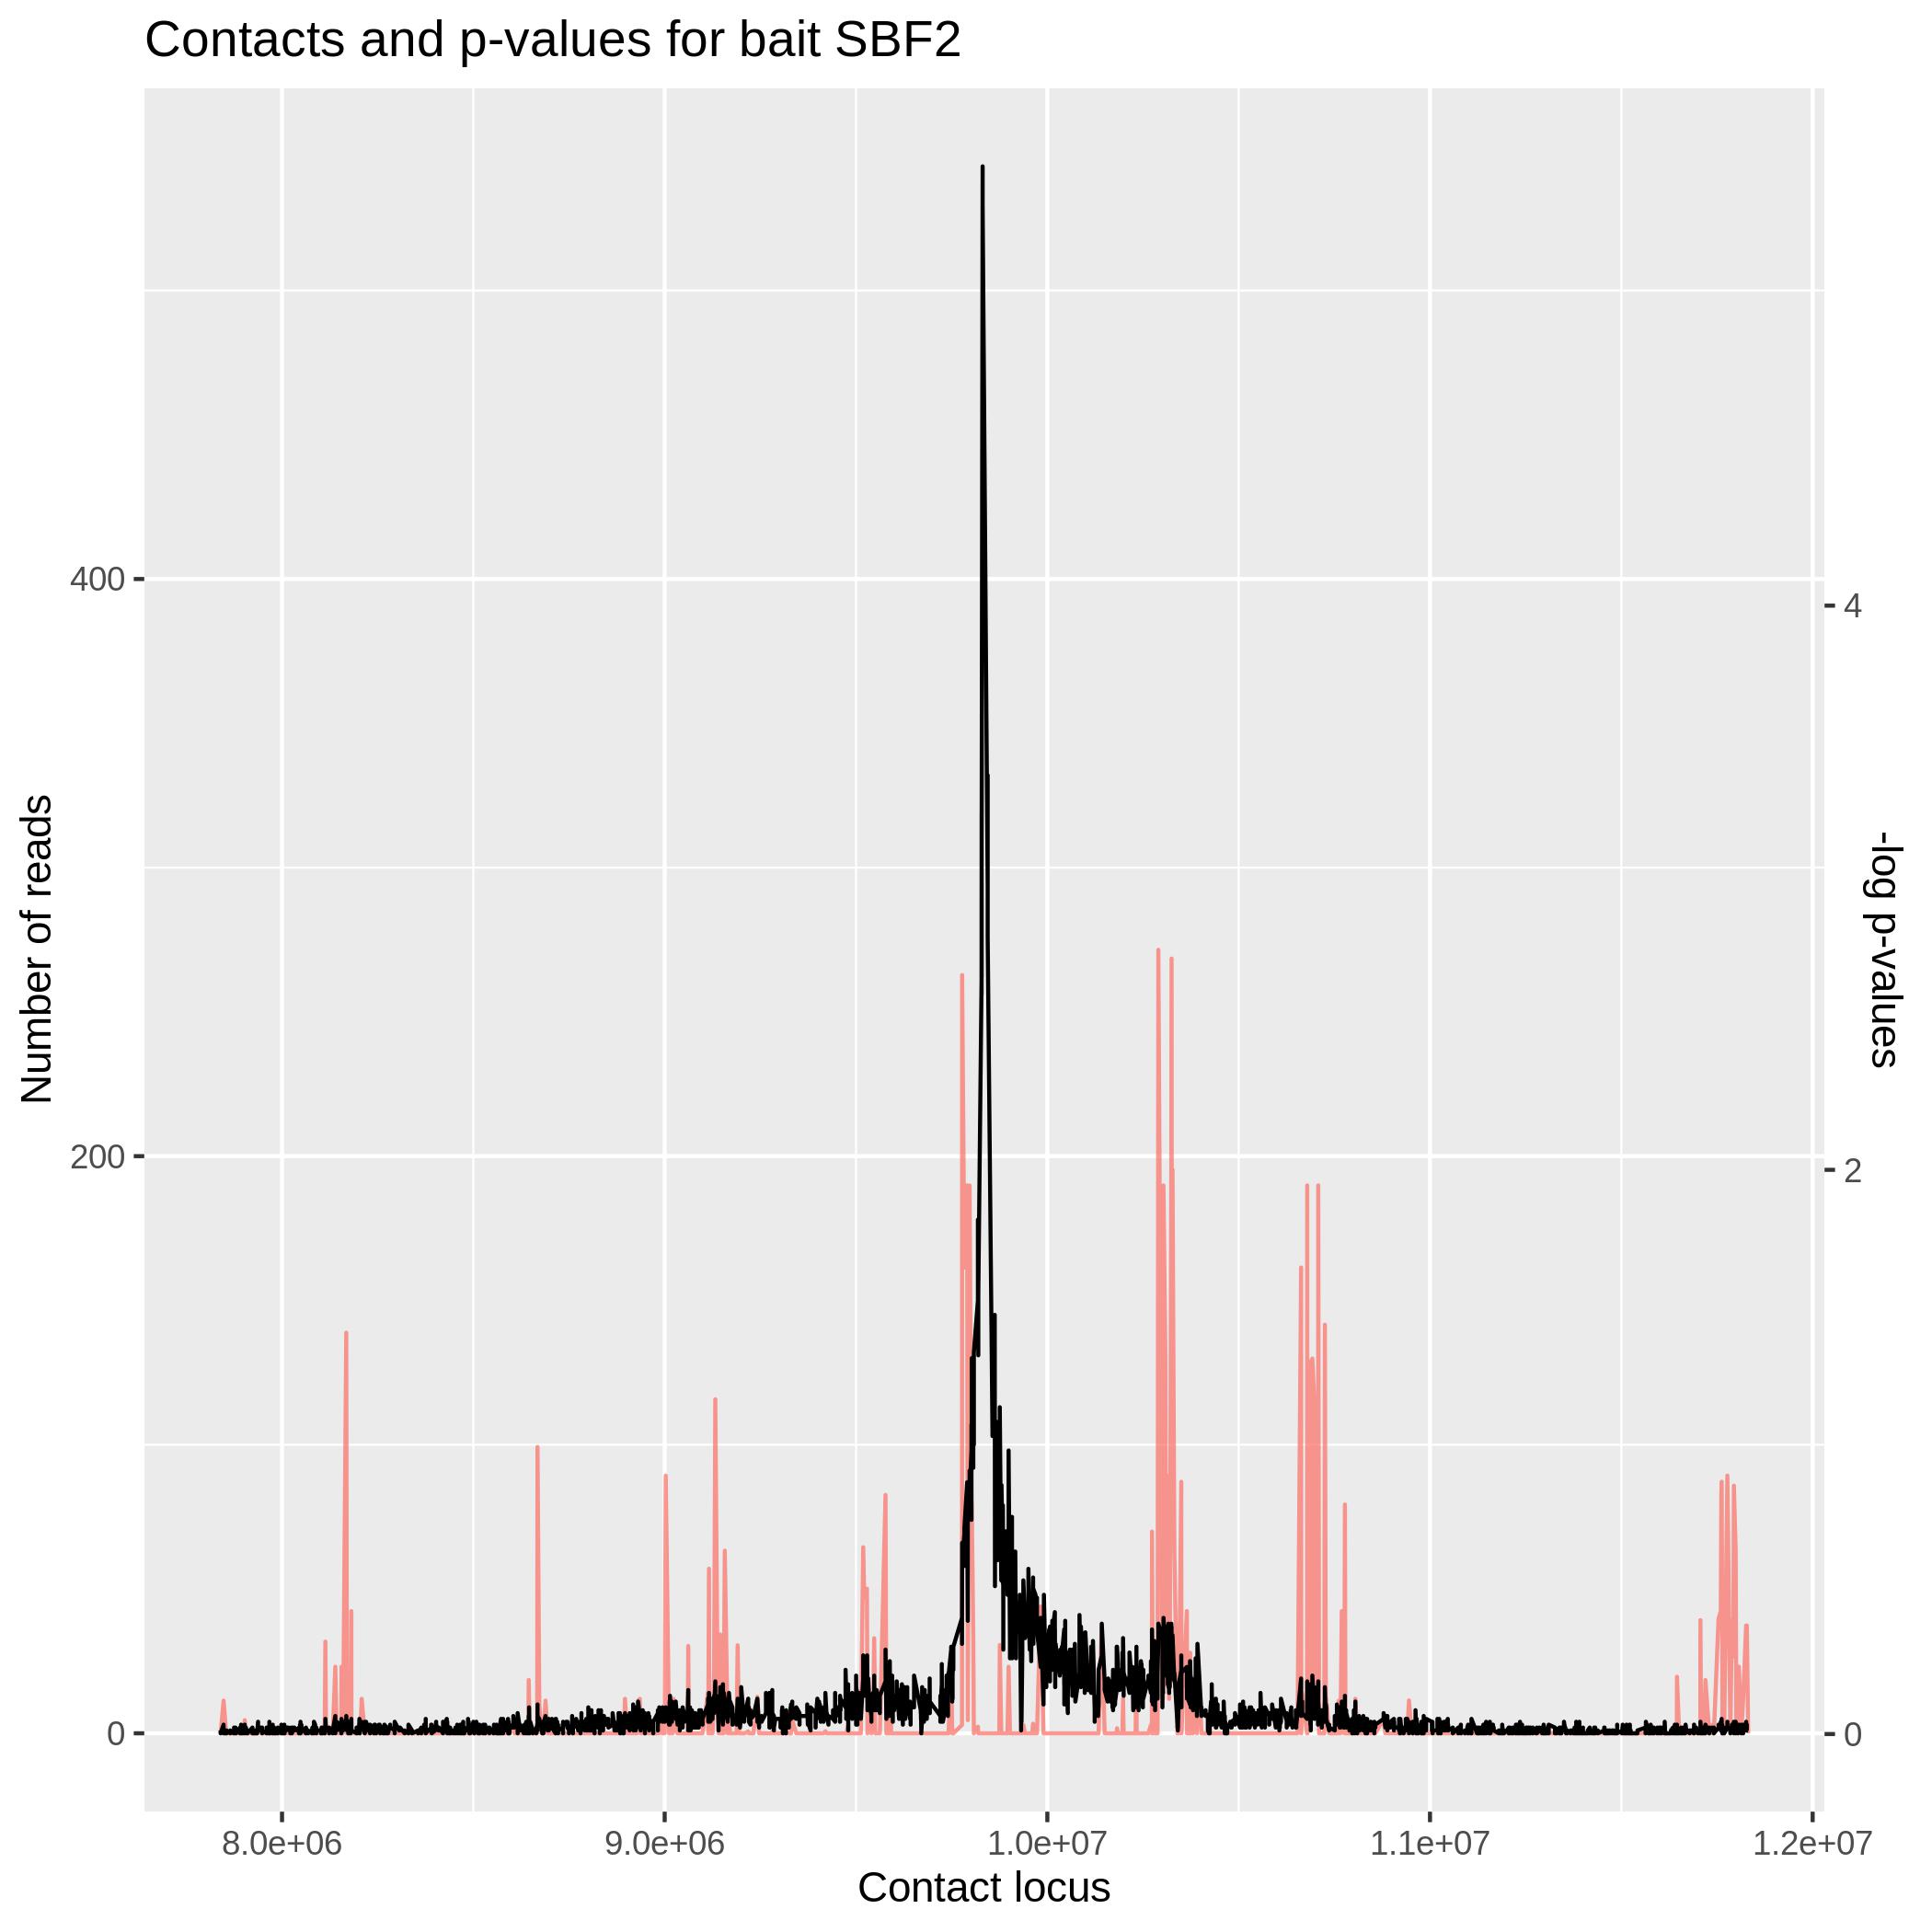 Contacts and p-values for bait SBF2
Number of reads
400
200
0
4
2
0
-log p-values
8.0e+06
9.0e+06
1.0e+07
1.1e+07
1.2e+07
Contact locus